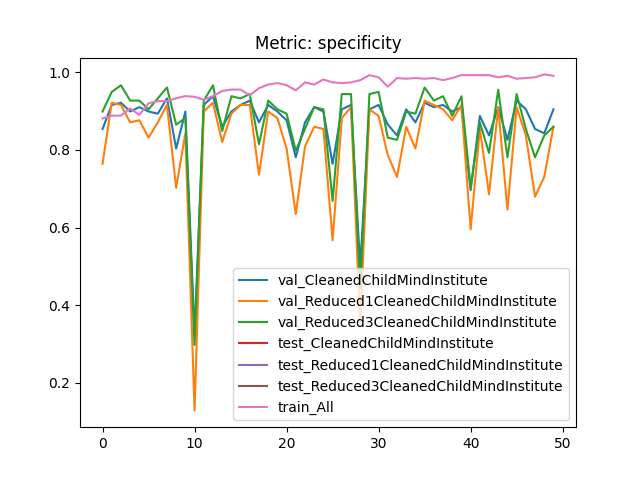 Metric: specificity
1.0
0.8
0.6
0.4
0.2
val_CleanedChildMindInstitute
val_Reduced1CleanedChildMindInstitute
val_Reduced3CleanedChildMindInstitute
test_CleanedChildMindInstitute
test_Reduced1CleanedChildMindInstitute
test_Reduced3CleanedChildMindInstitute
train_All
0 10 20 30 40 50